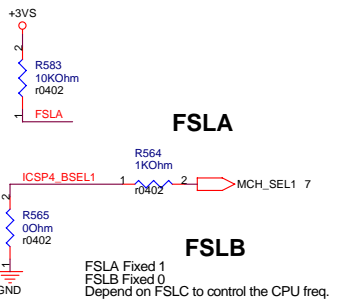 +3VS
2
R583
10KOhm
r0402
1
FSLA
FSLA
R564
1KOhm
ICSP4_BSEL1
1
2
r0402
MCH_SEL1 7
2
R565
0Ohm
r0402
1
GND
FSLB
FSLA Fixed 1
FSLB Fixed 0
Depend on FSLC to control the CPU freq.